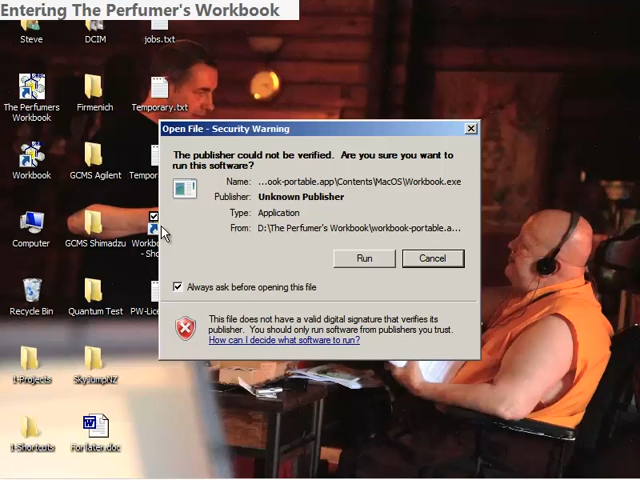 Entering The Perfumer's Workbook
Steve
DCIM
jobs.txt
The Perfumers
Workbook
Firmenich
Temporary.txt
Workbook
GCMS Agilent
Computer
GCMS Shimadzu
Recycle Bin
Quantum Test
1-Projects
SkyJumpNZ
1-Shortcuts
For later.doc
Open File - Security Warning
The publisher could not be verified. Are you sure you want to
run this software?
Name: ...ook-portable.app\Contents\MacOS\Workbook.exe
Publisher: Unknown Publisher
Type: Application
From: D:\The Perfumer's Workbook\workbook-portable.a...
Run
Cancel
Always ask before opening this file
This file does not have a valid digital signature that verifies its
publisher. You should only run software from publishers you trust.
How can I decide what software to run?